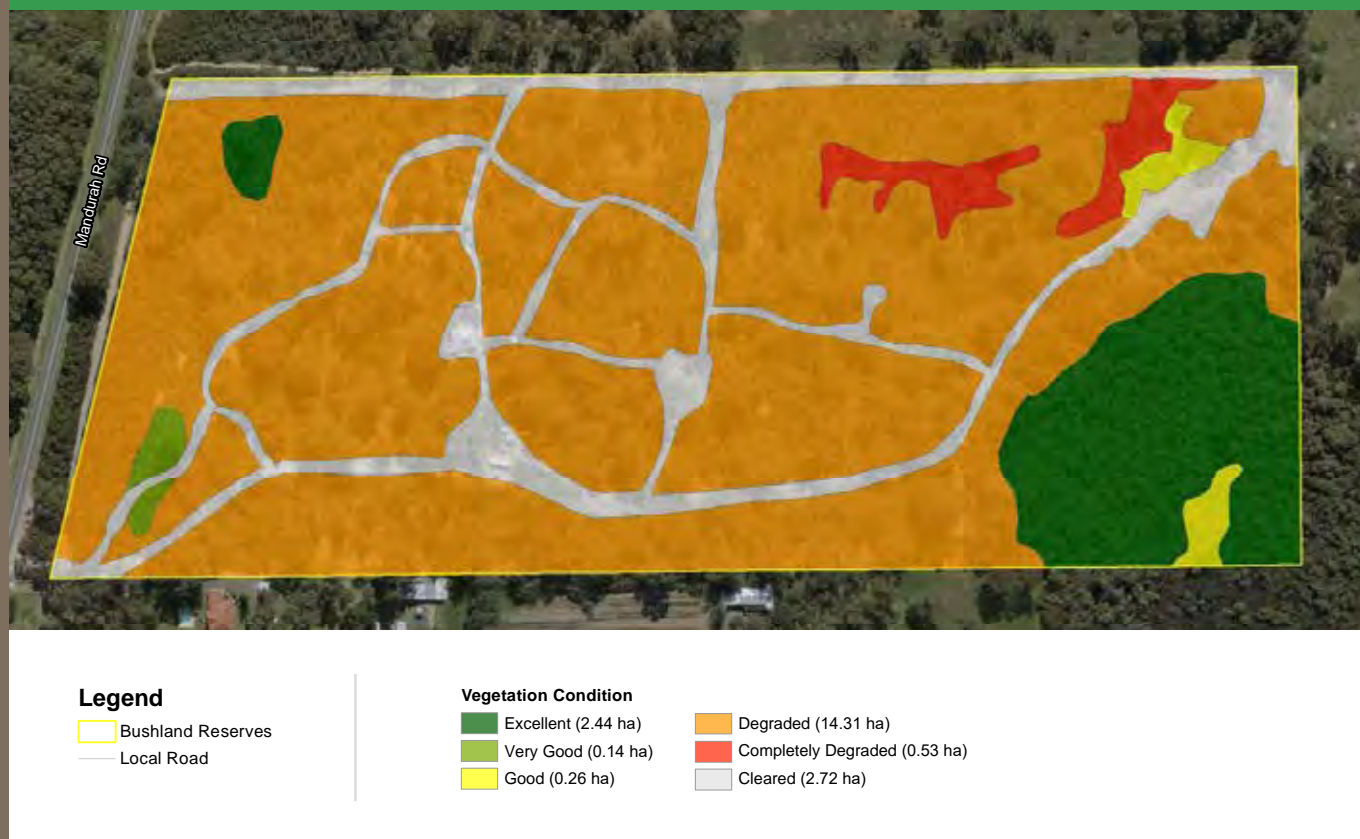 Mandurah Rd
Legend
Bushland Reserves
Local Road
Vegetation Condition
Excellent (2.44 ha)
Very Good (0.14 ha)
Good (0.26 ha)
Degraded (14.31 ha)
Completely Degraded (0.53 ha)
Cleared (2.72 ha)